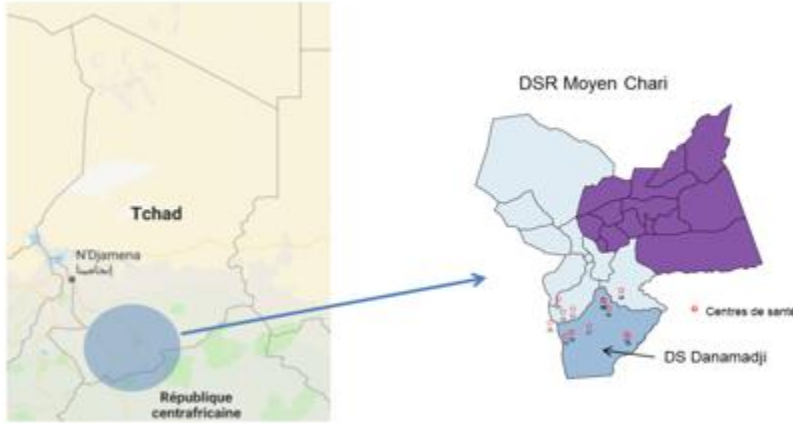 Tchad
N'Djamena
إنجامينا
République
centrafricaine
DSR Moyen Chari
Centres de santé
DS Danamadji